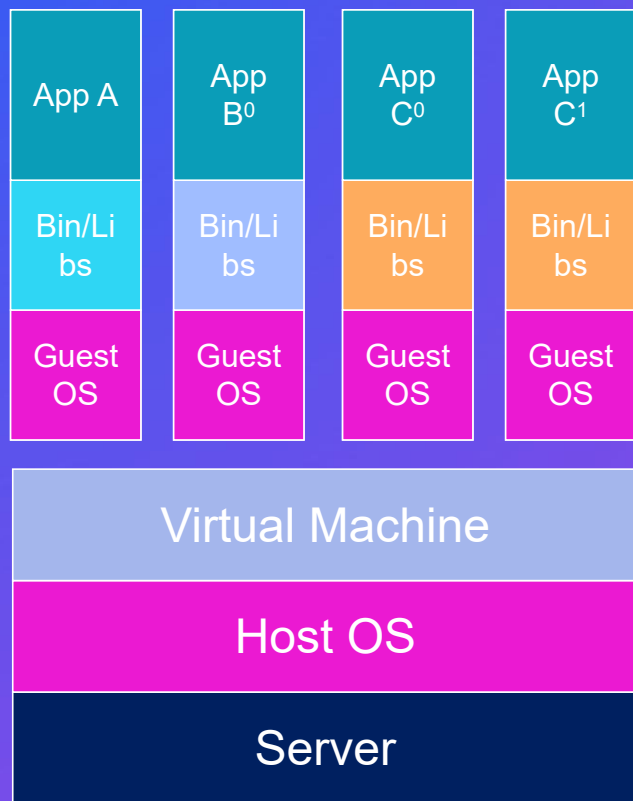 App A
App
B⁰
App
C⁰
App
C¹
Bin/Li
bs
Bin/Li
bs
Bin/Li
bs
Bin/Li
bs
Guest
OS
Guest
OS
Guest
OS
Guest
OS
Virtual Machine
Host OS
Server